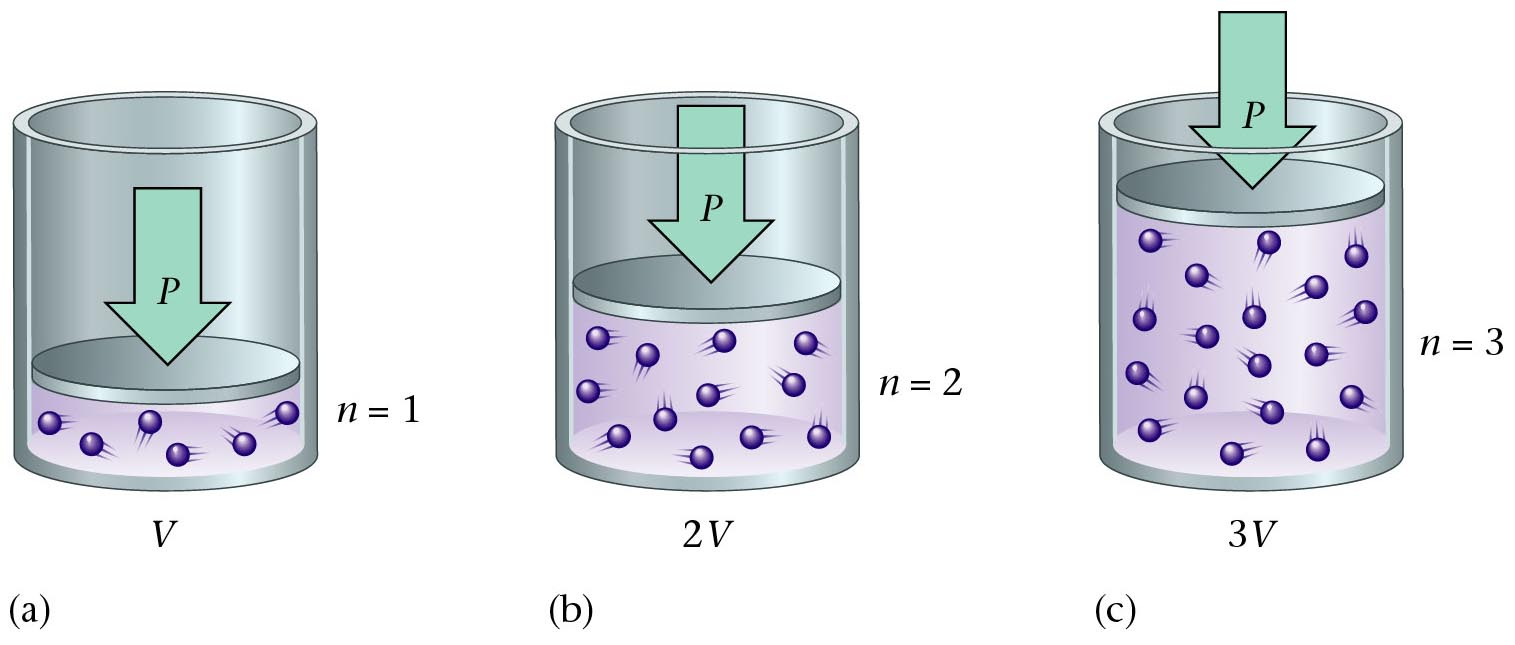 P
P
P
n = 1
n = 2
n = 3
V
2V
3V
(a)
(b)
(c)